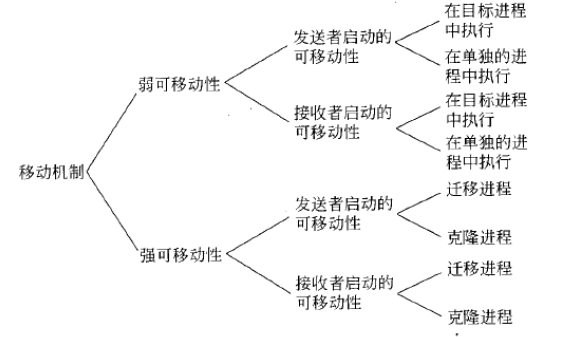 移动机制
弱可移动性
发送者启动的
可移动性
在目标进程
中执行
在单独的进
程中执行
接收者启动的
可移动性
在目标进程
中执行
在单独的进
程中执行
强可移动性
发送者启动的
可移动性
迁移进程
克隆进程
接收者启动的
可移动性
迁移进程
克隆进程